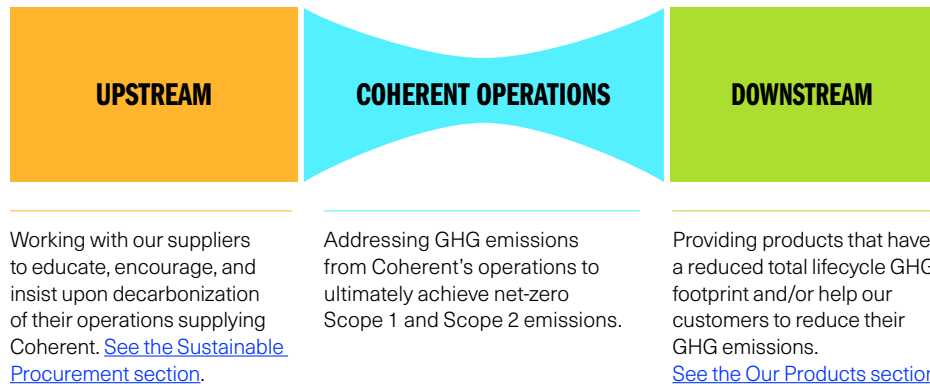 UPSTREAM
COHERENT OPERATIONS
DOWNSTREAM
Working with our suppliers
to educate, encourage, and
insist upon decarbonization
of their operations supplying
Coherent. See the Sustainable
Procurement section.
Addressing GHG emissions
from Coherent's operations to
ultimately achieve net-zero
Scope 1 and Scope 2 emissions.
Providing products that have
a reduced total lifecycle GHG
footprint and/or help our
customers to reduce their
GHG emissions.
See the Our Products section